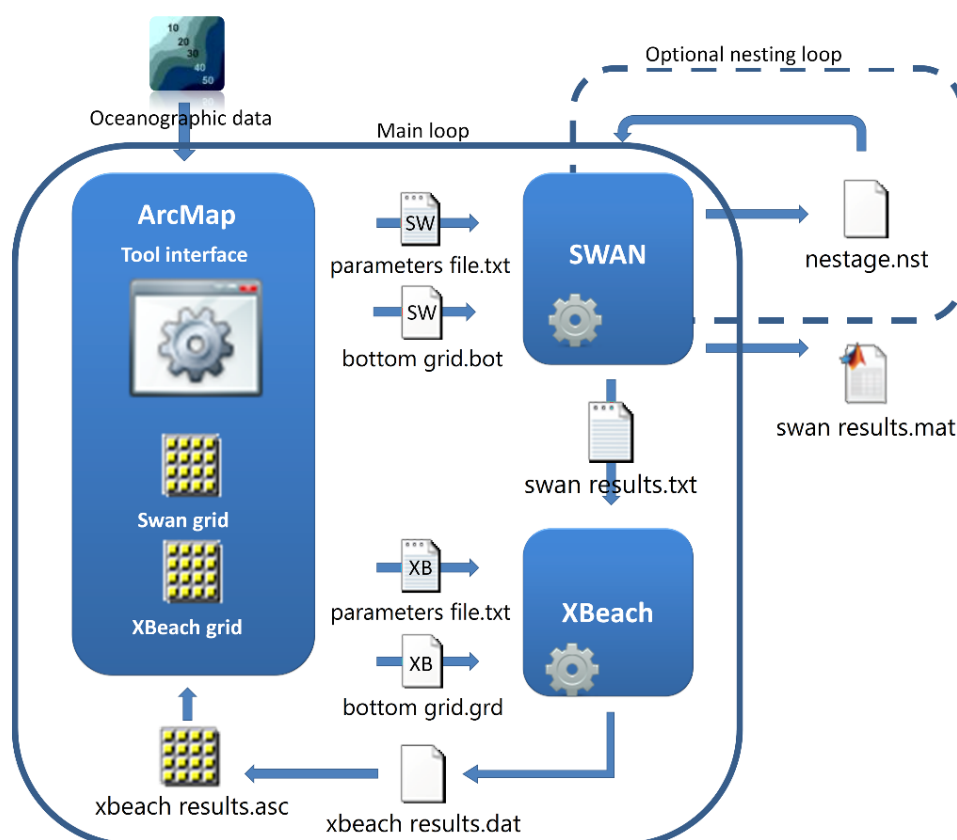 10
20
30
40
50
Oceanographic data
Optional nesting loop
Main loop
ArcMap
Tool interface
Swan grid
XBeach grid
SW
parameters file.txt
SW
bottom grid.bot
SWAN
nestage.nst
swan results.mat
swan results.txt
XB
parameters file.txt
XB
bottom grid.grd
XBeach
xbeach results.asc
xbeach results.dat